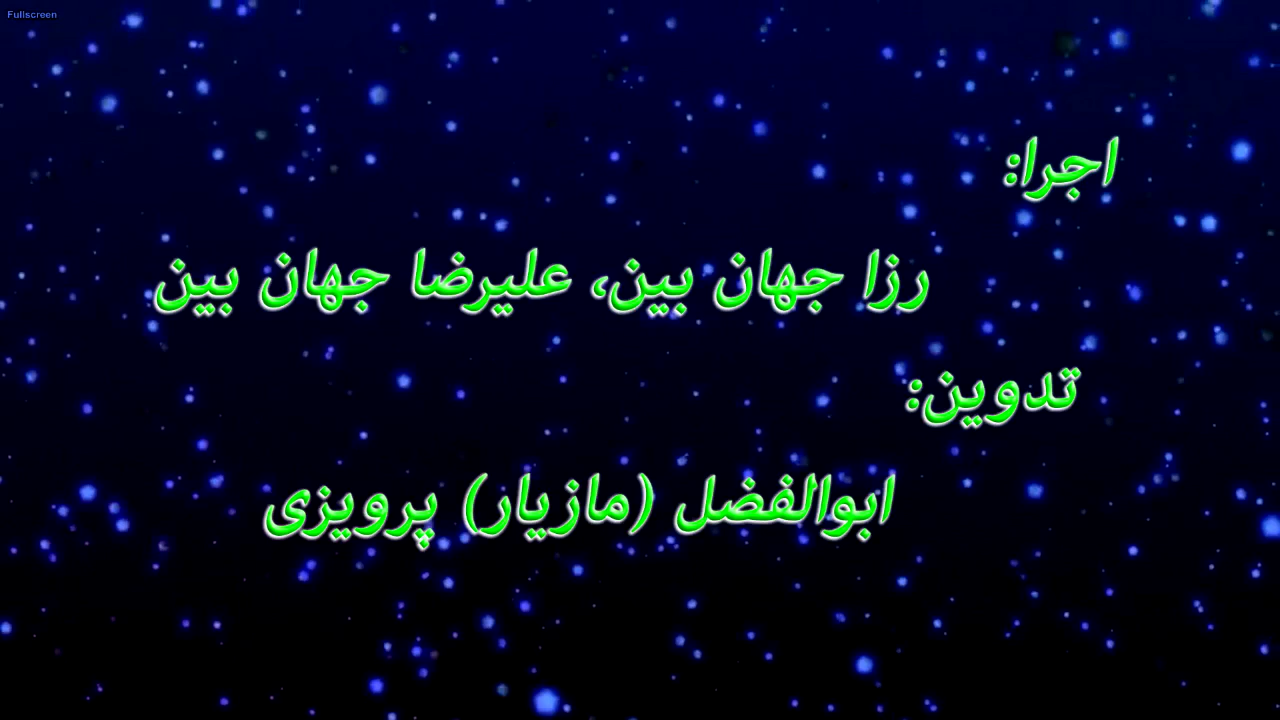 Fullscreen
اجرا:
رزا جهان بین، علیرضا جهان بین
تدوین:
ابوالفضل (مازیار) پرویزی